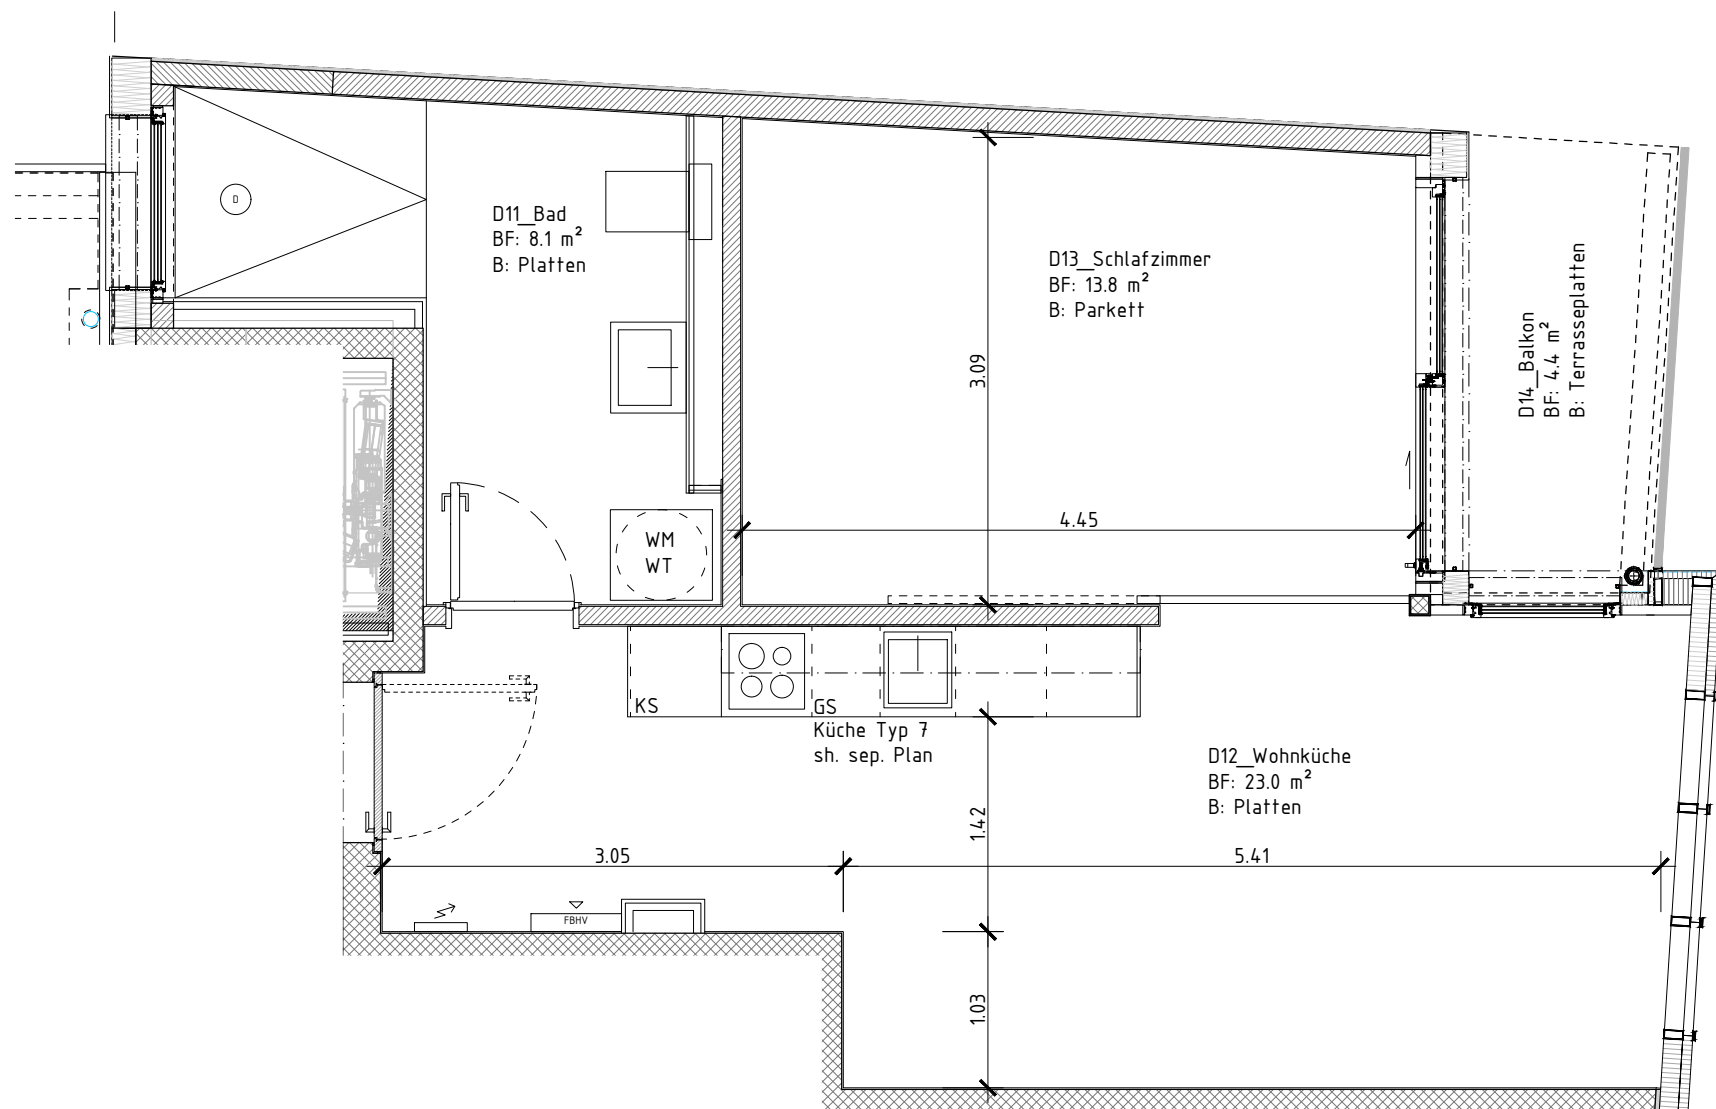 D11_Bad
BF: 8.1 m²
B: Platten
D13_Schlafzimmer
BF: 13.8 m²
B: Parkett
D14_Balkon
BF: 4.4 m²
B: Terrasseplatten
3.09
4.45
WM
WT
KS
GS
Küche Typ 7
sh. sep. Plan
D12_Wohnküche
BF: 23.0 m²
B: Platten
1.42
3.05
5.41
FBHV
1.03